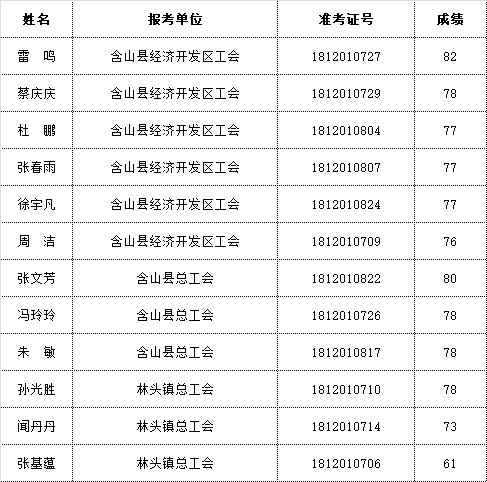 姓名 报考单位 准考证号 成绩
雷 鸣 含山县经济开发区工会 1812010727 82
蔡庆庆 含山县经济开发区工会 1812010729 78
杜 鹏 含山县经济开发区工会 1812010804 77
张春雨 含山县经济开发区工会 1812010807 77
徐宇凡 含山县经济开发区工会 1812010824 77
周 洁 含山县经济开发区工会 1812010709 76
张文芳 含山县总工会 1812010822 80
冯玲玲 含山县总工会 1812010726 78
朱 敏 含山县总工会 1812010817 78
孙光胜 林头镇总工会 1812010710 78
闻丹丹 林头镇总工会 1812010714 73
张基蕴 林头镇总工会 1812010706 61